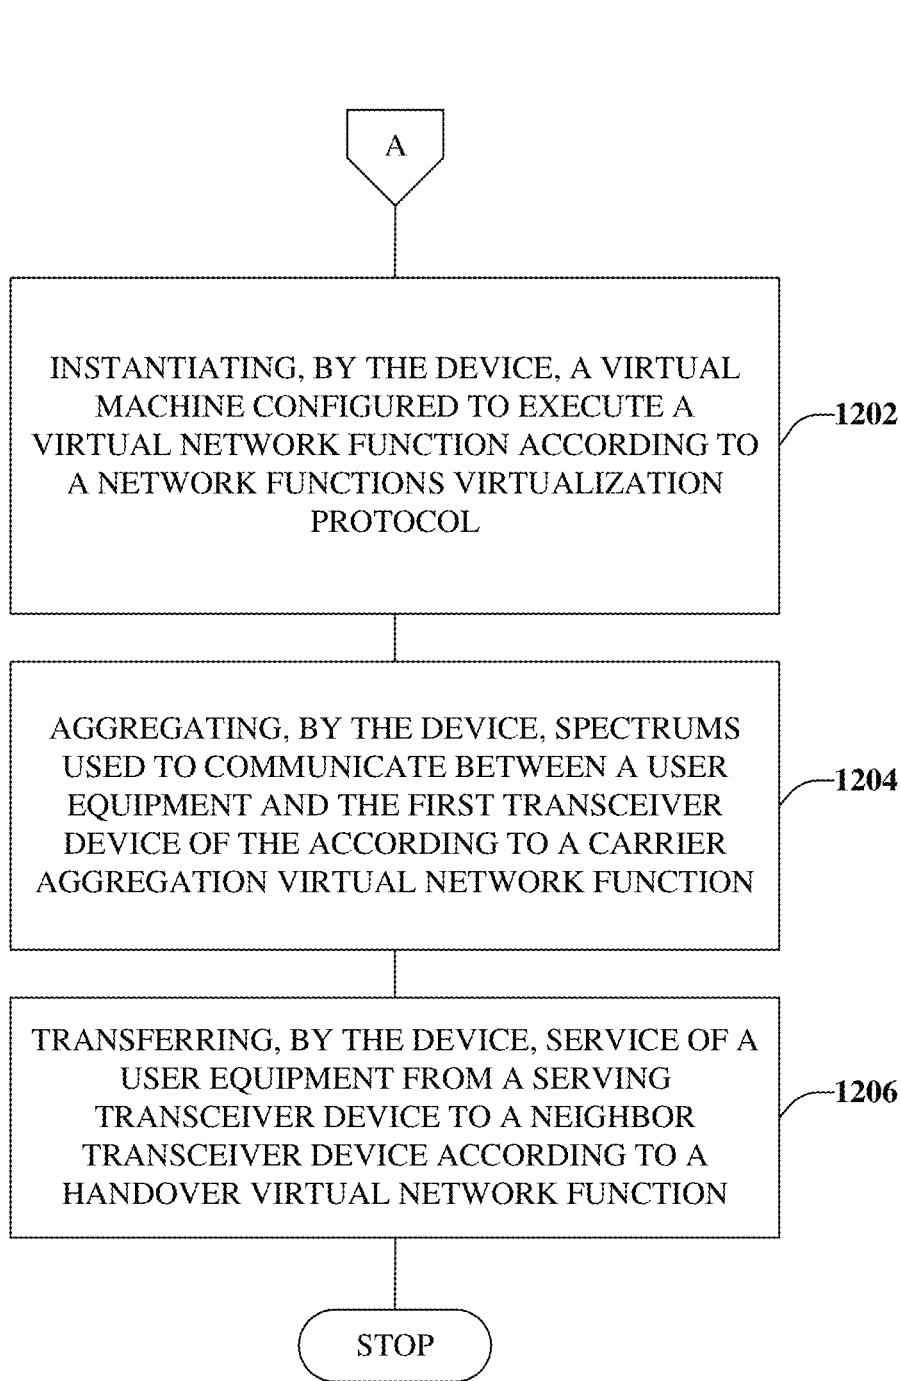 A
INSTANTIATING, BY THE DEVICE, A VIRTUAL
MACHINE CONFIGURED TO EXECUTE A
VIRTUAL NETWORK FUNCTION ACCORDING TO
A NETWORK FUNCTIONS VIRTUALIZATION
PROTOCOL
1202
AGGREGATING, BY THE DEVICE, SPECTRUMS
USED TO COMMUNICATE BETWEEN A USER
EQUIPMENT AND THE FIRST TRANSCEIVER
DEVICE OF THE ACCORDING TO A CARRIER
AGGREGATION VIRTUAL NETWORK FUNCTION
1204
TRANSFERRING, BY THE DEVICE, SERVICE OF A
USER EQUIPMENT FROM A SERVING
TRANSCEIVER DEVICE TO A NEIGHBOR
TRANSCEIVER DEVICE ACCORDING TO A
HANDOVER VIRTUAL NETWORK FUNCTION
1206
STOP